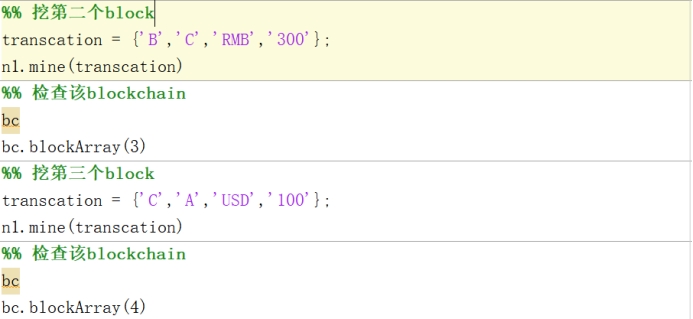 %% 挖第二个block
transcation = {'B','C','RMB','300'};
n1.mine(transcation)
%% 检查该blockchain
bc
bc.blockArray(3)
%% 挖第三个block
transcation = {'C','A','USD','100'};
n1.mine(transcation)
%% 检查该blockchain
bc
bc.blockArray(4)